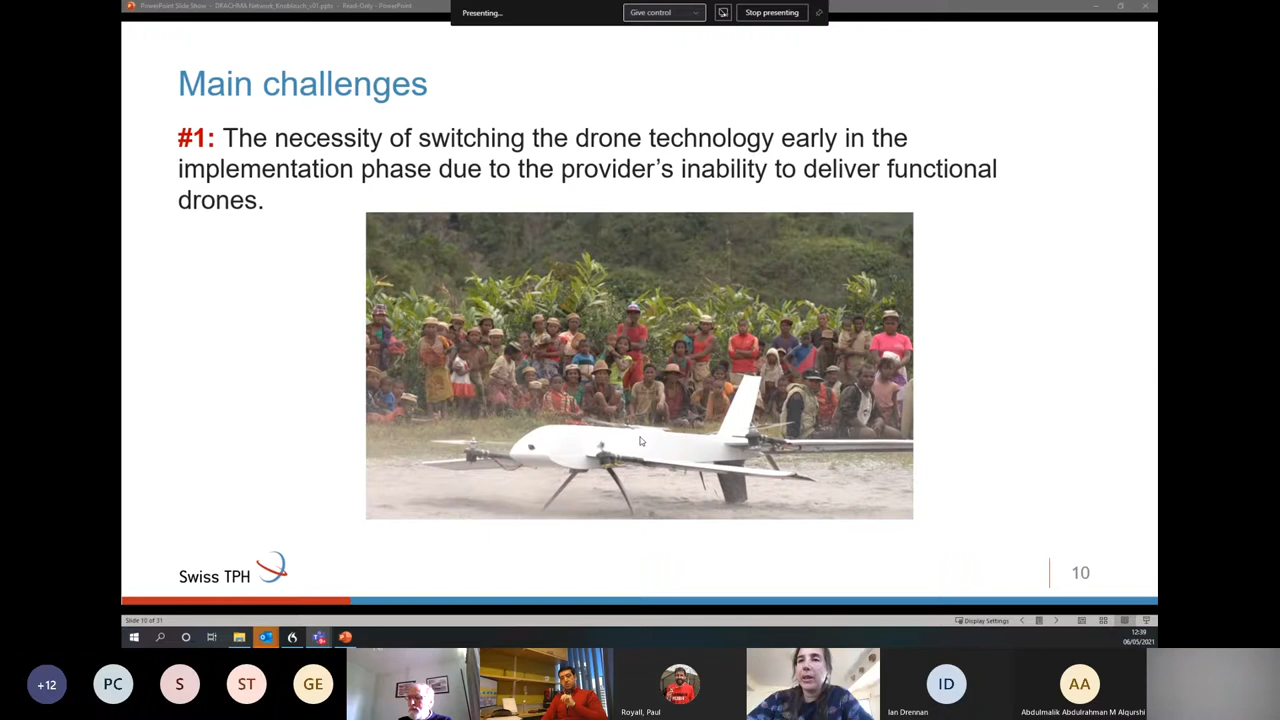 PowerPoint Slide Show - DRACHMA Network_Knoblauch_v01.pptx - Read-Only - PowerPoint
Presenting...
Give control
Stop presenting
Main challenges
#1: The necessity of switching the drone technology early in the
implementation phase due to the provider’s inability to deliver functional
drones.
Swiss TPH
10
Slide 10 of 31
Display Settings
12:39
06/05/2021
+12
PC
S
ST
GE
Royall, Paul
ID
Ian Drennan
AA
Abdulmalik Abdulrahman M Alqurshi